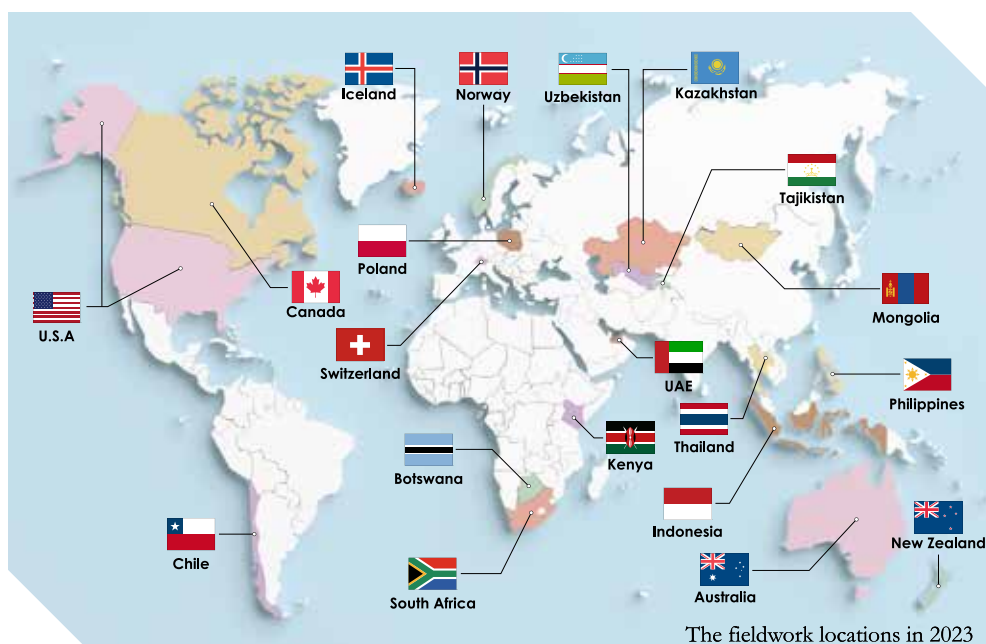 Iceland
Norway
Uzbekistan
Kazakhstan
Tajikistan
Poland
Canada
Mongolia
U.S.A
Switzerland
UAE
Philippines
Thailand
Kenya
Botswana
Indonesia
New Zealand
Chile
South Africa
Australia
The fieldwork locations in 2023